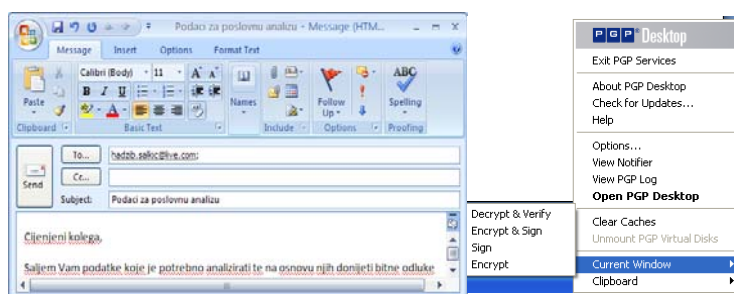 Podaci za poslovnu analizu - Message (HTM...
Message Insert Options Format Text
Calibri (Body) 11 A A
B I U
Paste
Names
Follow Up
ABC
Spelling
Clipboard
Basic Text
Include
Options
Proofing
To...
hadzib.salkic@live.com;
Cc...
Send
Subject:
Podaci za poslovnu analizu
Cijenjeni kolega,
Saljem Vam podatke koje je potrebno analizirati te na osnovu njih donijeti bitne odluke
PGP Desktop
Exit PGP Services
About PGP Desktop
Check for Updates...
Help
Options...
View Notifier
View PGP Log
Open PGP Desktop
Clear Caches
Unmount PGP Virtual Disks
Current Window
Clipboard
Decrypt & Verify
Encrypt & Sign
Sign
Encrypt